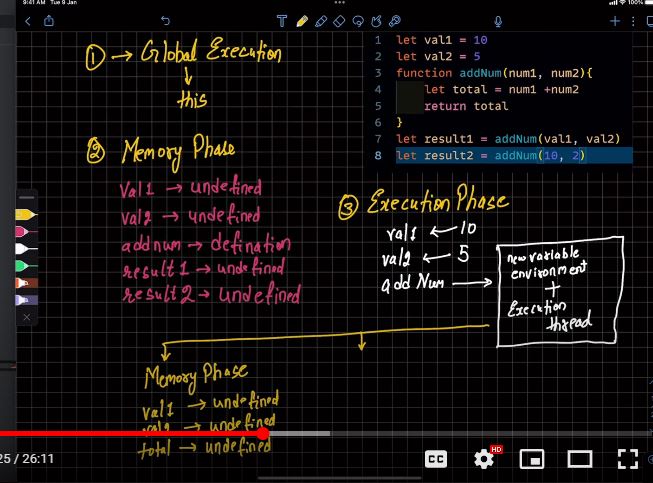 9:41 AM Tue 9 Jan
100%
1 → Global Execution
↓
this
1 let val1 = 10
2 let val2 = 5
3 function addNum(num1, num2){
4 let total = num1 +num2
5 return total
6 }
7 let result1 = addNum(val1, val2)
8 let result2 = addNum(10, 2)
2 Memory Phase
Val1 → undefined
Val2 → undefined
addnum → defination
result1 → undefined
result2 → undefined
3 Execution Phase
val1 ← 10
val2 ← 5
add Num →
new variable
environment
+
Execution
thread
Memory Phase
val1 → undefined
val2 → undefined
total → undefined
25 / 26:11
CC
HD